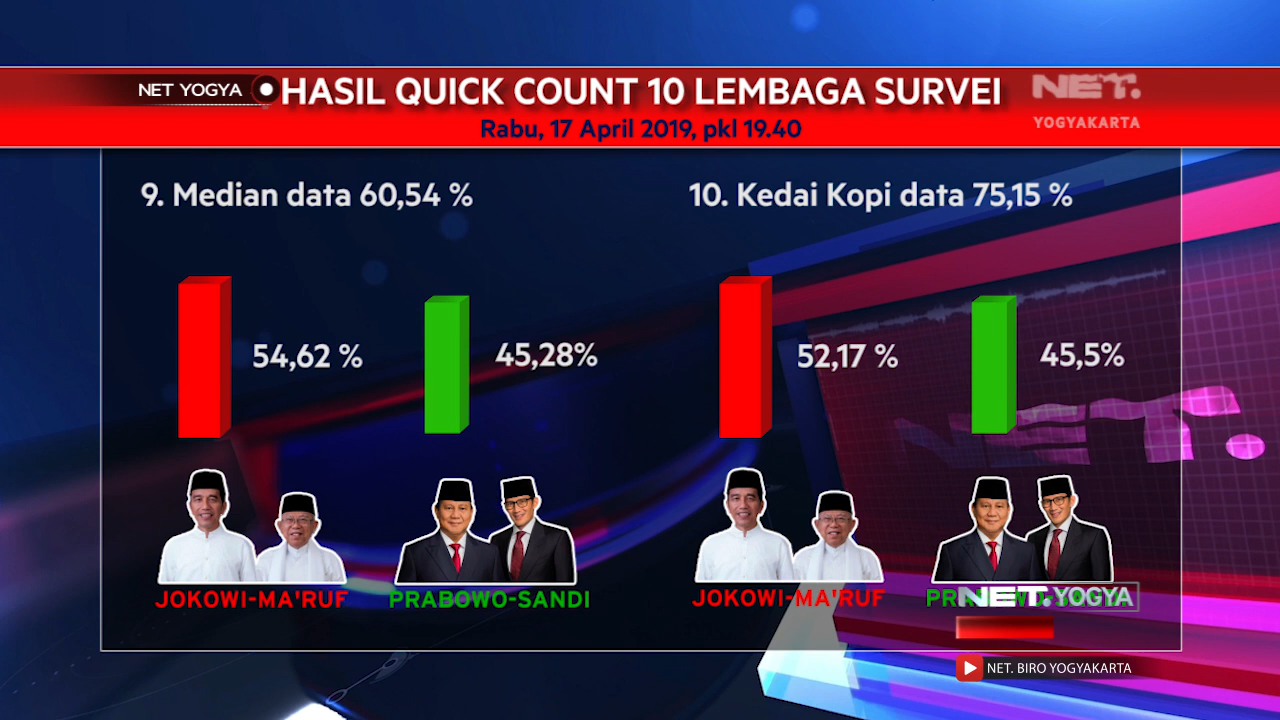 NET YOGYA
HASIL QUICK COUNT 10 LEMBAGA SURVEI
NET.
YOGYAKARTA
Rabu, 17 April 2019, pkl 19.40
9. Median data 60,54 %
10. Kedai Kopi data 75,15 %
54,62 %
45,28%
52,17 %
45,5%
JOKOWI-MA'RUF
PRABOWO-SANDI
JOKOWI-MA'RUF
NET. YOGYA
NET. BIRO YOGYAKARTA